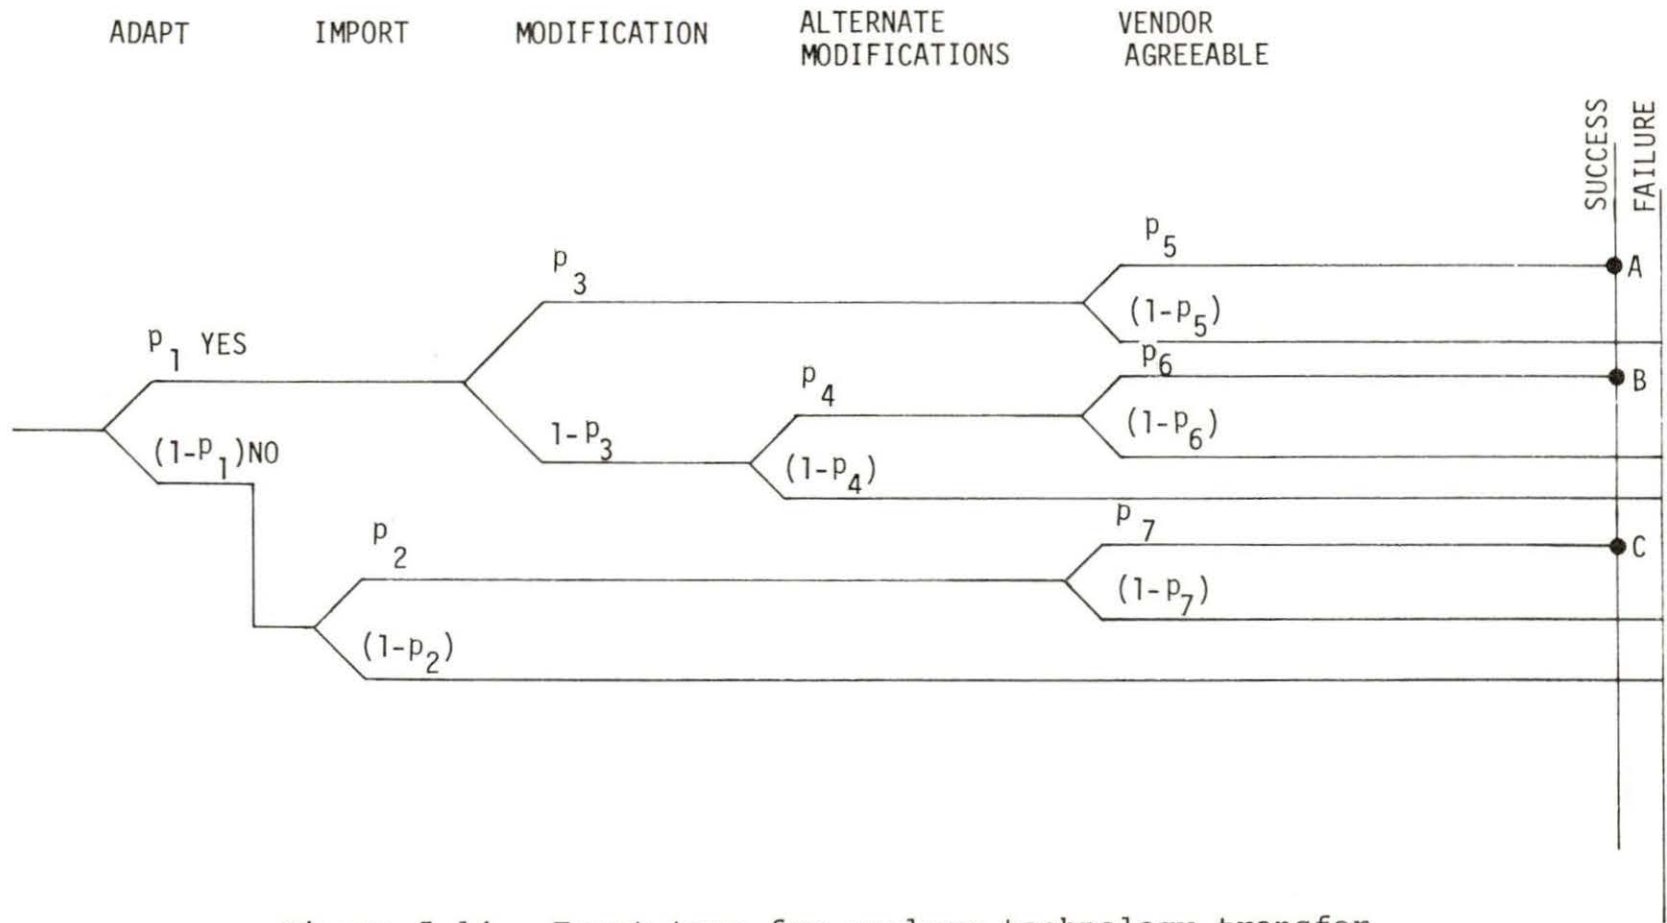 ADAPT IMPORT MODIFICATION ALTERNATE MODIFICATIONS VENDOR AGREEABLE
SUCCESS
FAILURE
p5
A
p3
(1-p5)
p1 YES
p6
B
p4
1-p3
(1-p6)
(1-p1)NO
(1-p4)
p7
p2
C
(1-p7)
(1-p2)